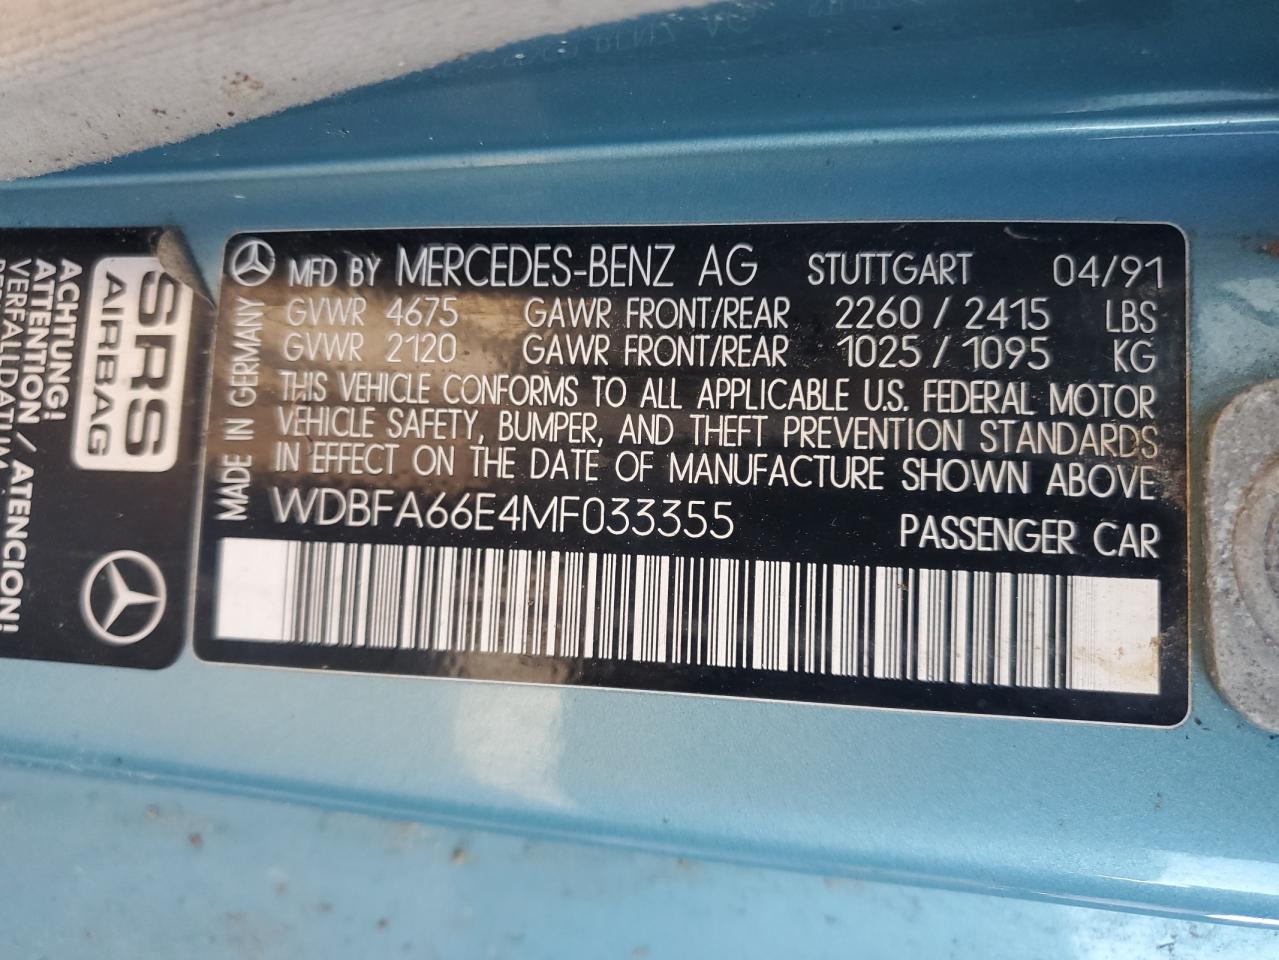 MFD BY MERCEDES-BENZ AG STUTTGART 04/91
GVWR 4675 GAWR FRONT/REAR 2260 / 2415 LBS
GVWR 2120 GAWR FRONT/REAR 1025 / 1095 KG
THIS VEHICLE CONFORMS TO ALL APPLICABLE U.S. FEDERAL MOTOR
VEHICLE SAFETY, BUMPER, AND THEFT PREVENTION STANDARDS
IN EFFECT ON THE DATE OF MANUFACTURE SHOWN ABOVE
WDBFA66E4MF033355 PASSENGER CAR
MADE IN GERMANY
SRS
AIRBAG
ACHTUNG!
ATTENTION / ATENCION!
VERFALLDATUM